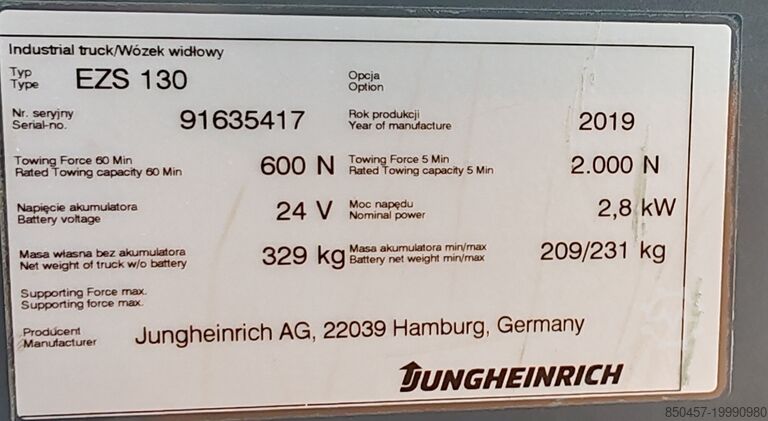 Industrial truck/Wózek widłowy
Typ
Type
EZS 130
Opcja
Option
Nr. seryjny
Serial-no.
91635417
Rok produkcji
Year of manufacture
2019
Towing Force 60 Min
Rated Towing capacity 60 Min
600 N
Towing Force 5 Min
Rated Towing capacity 5 Min
2.000 N
Napięcie akumulatora
Battery voltage
24 V
Moc napędu
Nominal power
2,8 kW
Masa własna bez akumulatora
Net weight of truck w/o battery
329 kg
Masa akumulatora min/max
Battery net weight min/max
209/231 kg
Supporting Force max.
Supporting force max.
Producent
Manufacturer
Jungheinrich AG, 22039 Hamburg, Germany
JUNGHEINRICH
850457-19990980